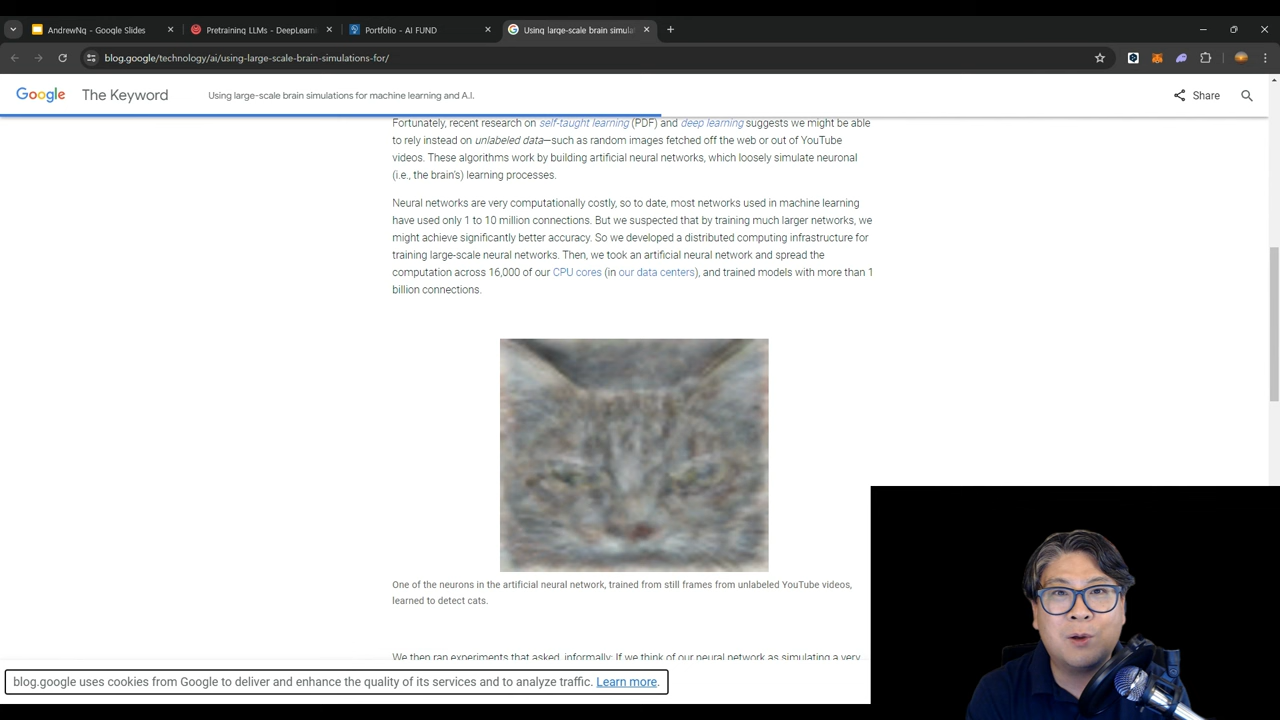 AndrewNg - Google Slides
Pretraining LLMs - DeepLearni
Portfolio - AI FUND
Using large-scale brain simula
blog.google/technology/ai/using-large-scale-brain-simulations-for/
Google The Keyword
Using large-scale brain simulations for machine learning and A.I.
Share
Fortunately, recent research on self-taught learning (PDF) and deep learning suggests we might be able
to rely instead on unlabeled data—such as random images fetched off the web or out of YouTube
videos. These algorithms work by building artificial neural networks, which loosely simulate neuronal
(i.e., the brain's) learning processes.
Neural networks are very computationally costly, so to date, most networks used in machine learning
have used only 1 to 10 million connections. But we suspected that by training much larger networks, we
might achieve significantly better accuracy. So we developed a distributed computing infrastructure for
training large-scale neural networks. Then, we took an artificial neural network and spread the
computation across 16,000 of our CPU cores (in our data centers), and trained models with more than 1
billion connections.
One of the neurons in the artificial neural network, trained from still frames from unlabeled YouTube videos,
learned to detect cats.
We then ran experiments that asked, informally: If we think of our neural network as simulating a very
blog.google uses cookies from Google to deliver and enhance the quality of its services and to analyze traffic. Learn more.